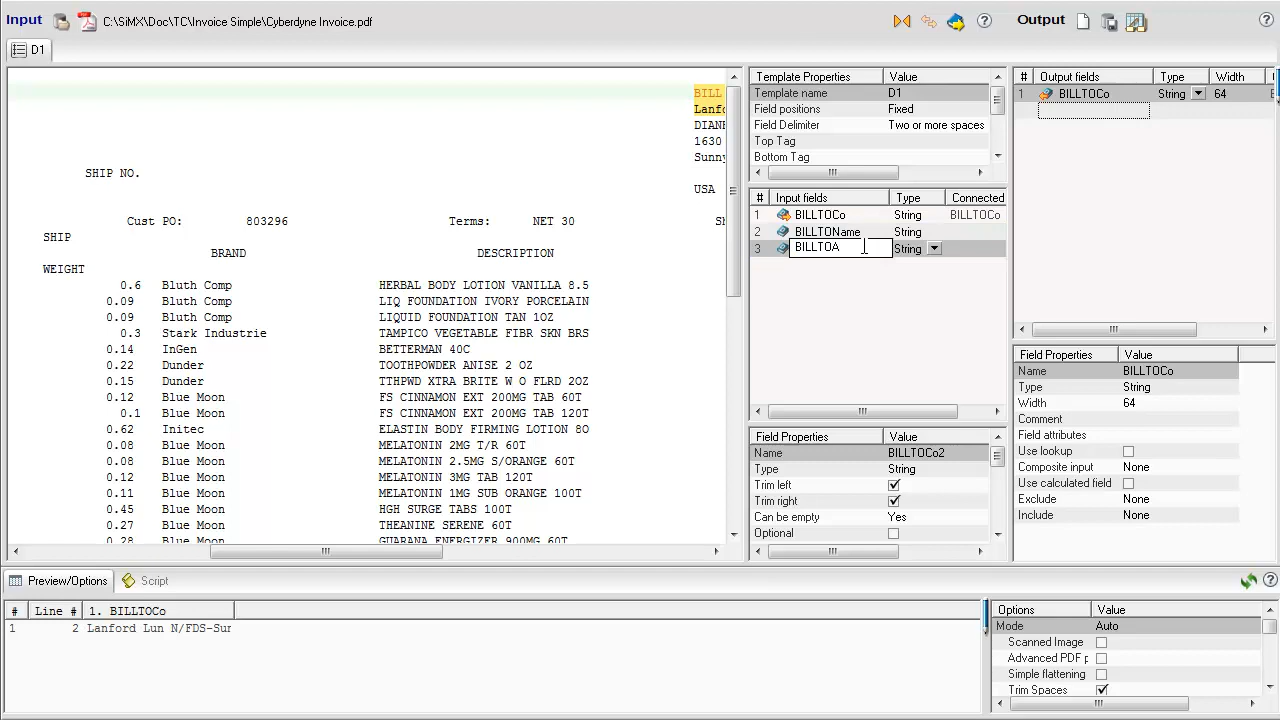 Input C:\SiMX\Doc\TC\Invoice Simple\Cyberdyne Invoice.pdf
Output
D1
BILL
Lanfo
DIANE
1630
Sunny
SHIP NO.
USA
Cust PO: 803296 Terms: NET 30 Sh
SHIP
BRAND DESCRIPTION
WEIGHT
0.6 Bluth Comp HERBAL BODY LOTION VANILLA 8.5
0.09 Bluth Comp LIQ FOUNDATION IVORY PORCELAIN
0.09 Bluth Comp LIQUID FOUNDATION TAN 1OZ
0.3 Stark Industrie TAMPICO VEGETABLE FIBR SKN BRS
0.14 InGen BETTERMAN 40C
0.22 Dunder TOOTHPOWDER ANISE 2 OZ
0.15 Dunder TTHPWD XTRA BRITE W O FLRD 2OZ
0.12 Blue Moon FS CINNAMON EXT 200MG TAB 60T
0.1 Blue Moon FS CINNAMON EXT 200MG TAB 120T
0.62 Initec ELASTIN BODY FIRMING LOTION 8O
0.08 Blue Moon MELATONIN 2MG T/R 60T
0.08 Blue Moon MELATONIN 2.5MG S/ORANGE 60T
0.12 Blue Moon MELATONIN 3MG TAB 120T
0.11 Blue Moon MELATONIN 1MG SUB ORANGE 100T
0.45 Blue Moon HGH SURGE TABS 100T
0.27 Blue Moon THEANINE SERENE 60T
0.28 Blue Moon GUARANA ENERGIZER 900MG 60T
Template Properties Value
Template name D1
Field positions Fixed
Field Delimiter Two or more spaces
Top Tag
Bottom Tag
# Input fields Type Connected
1 BILLTOCo String BILLTOCo
2 BILLTOName String
3 BILLTOA String
Field Properties Value
Name BILLTOCo2
Type String
Trim left
Trim right
Can be empty Yes
Optional
# Output fields Type Width
1 BILLTOCo String 64
Field Properties Value
Name BILLTOCo
Type String
Width 64
Comment
Field attributes
Use lookup
Composite input None
Use calculated field
Exclude None
Include None
Preview/Options Script
# Line # 1. BILLTOCo
1 2 Lanford Lun N/FDS-Sur
Options Value
Mode Auto
Scanned Image
Advanced PDF p
Simple flattening
Trim Spaces